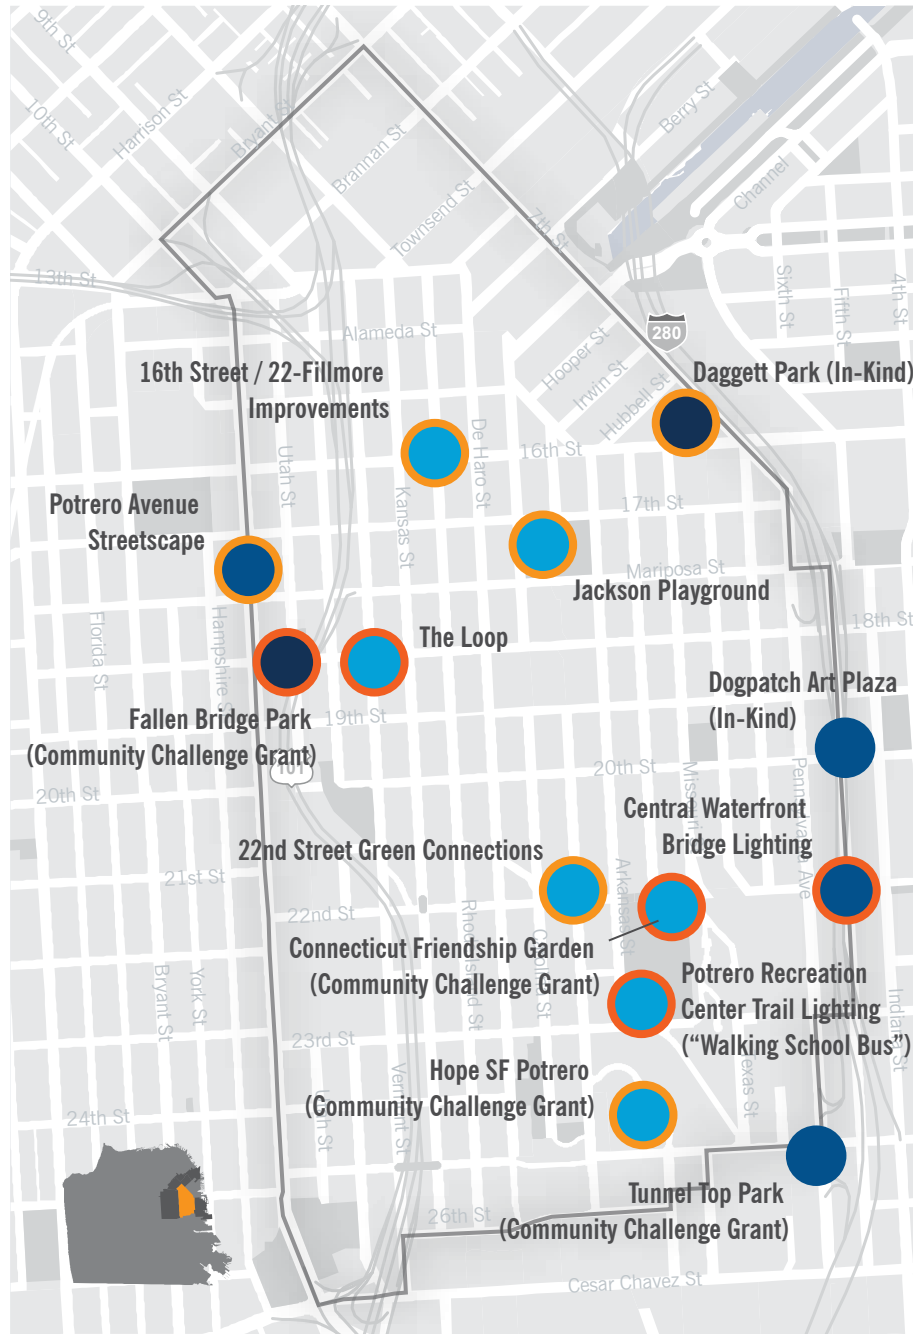 9th St
10th St
Harrison St
Bryant St
Brannan St
Townsend St
Berry St
Channel
7th St
13th St
Sixth St
Fifth St
4th St
Alameda St
280
Hooper St
Irwin St
Hubbell St
16th Street / 22-Fillmore
Improvements
Daggett Park (In-Kind)
Utah St
De Haro St
Kansas St
16th St
17th St
Potrero Avenue
Streetscape
Mariposa St
Jackson Playground
18th St
Florida St
Hampshire S
The Loop
Fallen Bridge Park
(Community Challenge Grant)
19th St
101
Dogpatch Art Plaza
(In-Kind)
20th St
20th St
Missouri
Pennsylvania Ave
Central Waterfront
Bridge Lighting
22nd Street Green Connections
21st St
22nd St
Arkansas St
Rhode Island St
Carolina St
Connecticut Friendship Garden
(Community Challenge Grant)
Potrero Recreation
Center Trail Lighting
(“Walking School Bus”)
Bryant St
York St
Indiana St
23rd St
Hope SF Potrero
(Community Challenge Grant)
Vermont St
Texas St
24th St
Tunnel Top Park
(Community Challenge Grant)
26th St
Cesar Chavez St